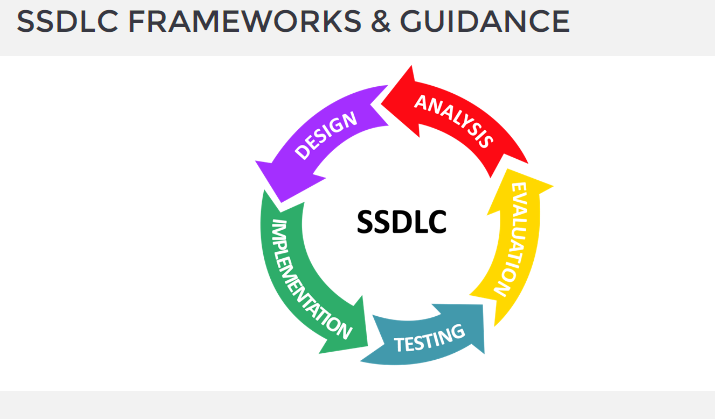 SSDLC FRAMEWORKS & GUIDANCE
ANALYSIS
DESIGN
SSDLC
EVALUATION
IMPLEMENTATION
TESTING